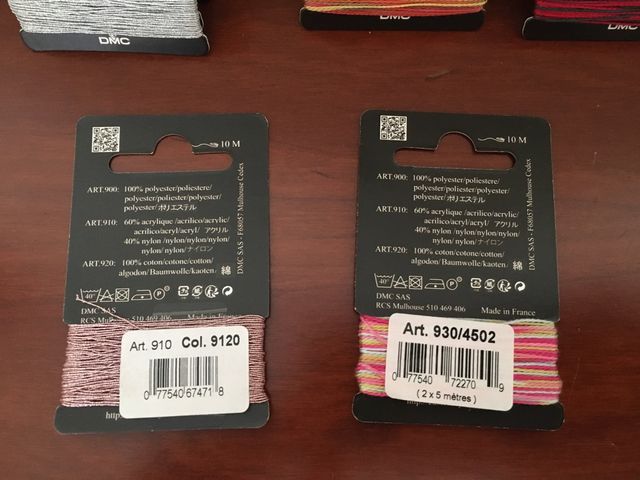 DMC
DMC
DMC
10 M
ART.900: 100% polyester/poliestere/
polyester/poliester/polyester/
polyester/ポリエステル
ART.910: 60% acrylique /acrilico/acrylic/
acrilico/acryl/acryl/ アクリル
40% nylon /nylon/nylon/nylon/
nylon/ nylon/ナイロン
ART.920: 100% coton/cotone/cotton/
algodon/Baumwolle/kaoten/ 綿
40°
P
DMC SAS
RCS Mulhouse 510 469 406 Made in France
DMC SAS - F68057 Mulhouse Cedex
Art. 910 Col. 9120
0 77540 67471 8
10 M
ART.900: 100% polyester/poliestere/
polyester/poliester/polyester/
polyester/ポリエステル
ART.910: 60% acrylique /acrilico/acrylic/
acrilico/acryl/acryl/ アクリル
40% nylon /nylon/nylon/nylon/
nylon/ nylon/ナイロン
ART.920: 100% coton/cotone/cotton/
algodon/Baumwolle/kaoten/ 綿
40°
P
DMC SAS
RCS Mulhouse 510 469 406 Made in France
DMC SAS - F68057 Mulhouse Cedex
Art. 930/4502
0 77540 72270 9
( 2 x 5 mètres )